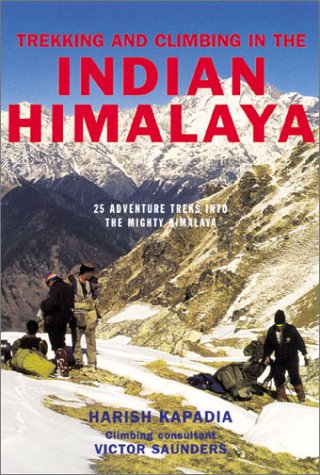 TREKKING AND CLIMBING IN THE
INDIAN
HIMALAYA
25 ADVENTURE TREKS INTO
THE MIGHTY HIMALAYA
HARISH KAPADIA
Climbing consultant
VICTOR SAUNDERS